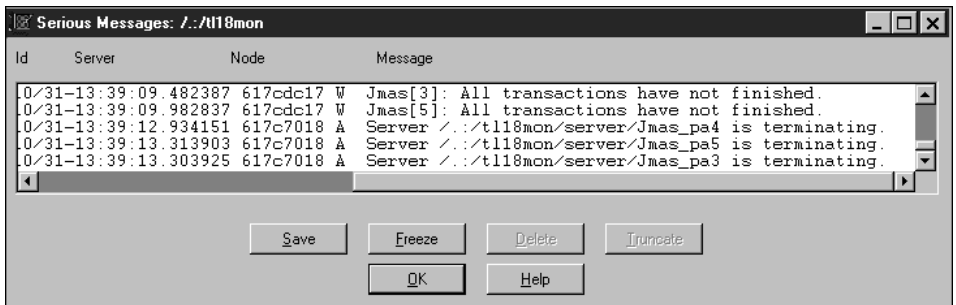 Serious Messages: /.:/tl18mon
Id Server Node Message
.0/31-13:39:09.482387 617cdc17 W Jmas[3]: All transactions have not finished.
.0/31-13:39:09.982837 617cdc17 W Jmas[5]: All transactions have not finished.
.0/31-13:39:12.934151 617c7018 A Server /.:/tl18mon/server/Jmas_pa4 is terminating.
.0/31-13:39:13.313903 617c7018 A Server /.:/tl18mon/server/Jmas_pa5 is terminating.
.0/31-13:39:13.303925 617c7018 A Server /.:/tl18mon/server/Jmas_pa3 is terminating.
Save Freeze Delete Truncate
OK Help